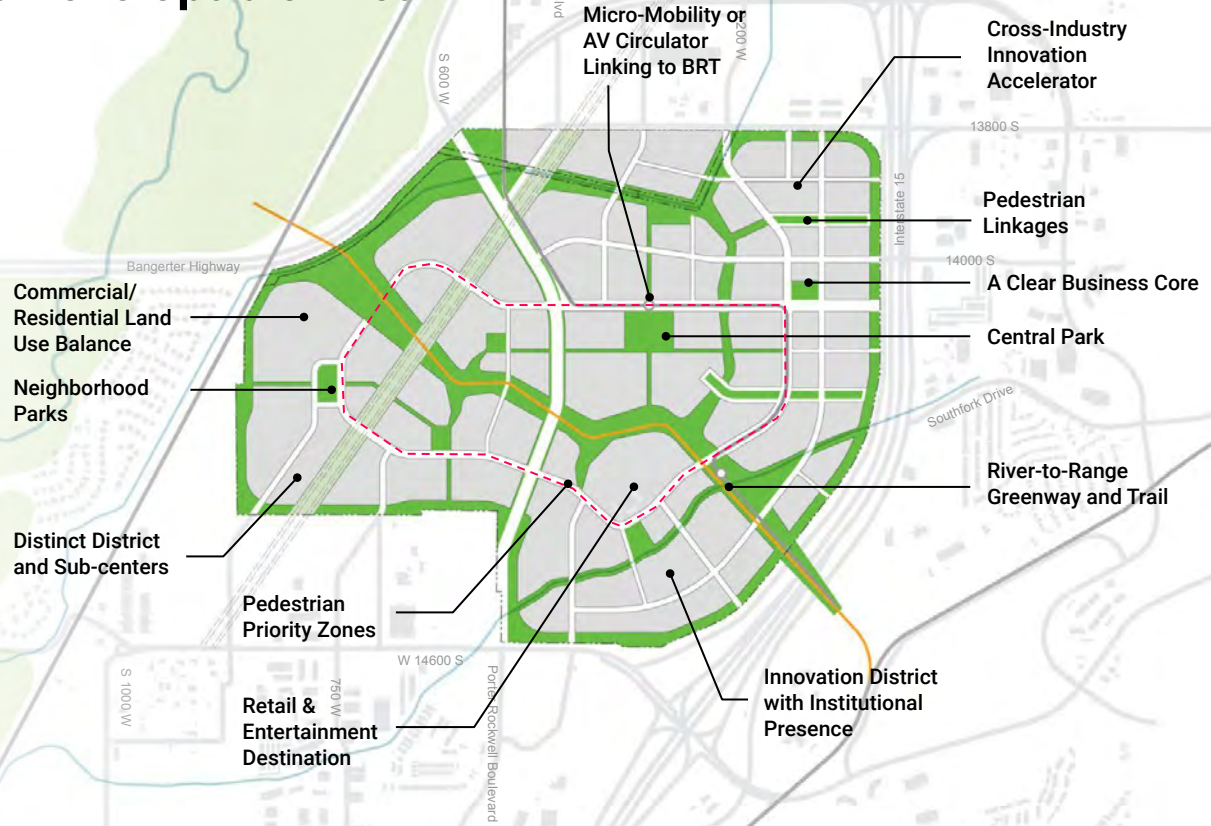 Micro-Mobility or
AV Circulator
Linking to BRT
Cross-Industry
Innovation
Accelerator
Blvd
200 W
S 600 W
13800 S
Interstate 15
Pedestrian
Linkages
14000 S
Bangerter Highway
A Clear Business Core
Commercial/
Residential Land
Use Balance
Central Park
Neighborhood
Parks
Southfork Drive
River-to-Range
Greenway and Trail
Distinct District
and Sub-centers
Pedestrian
Priority Zones
W 14600 S
S 1000 W
750 W
Porter Rockwell Boulevard
Innovation District
with Institutional
Presence
Retail &
Entertainment
Destination